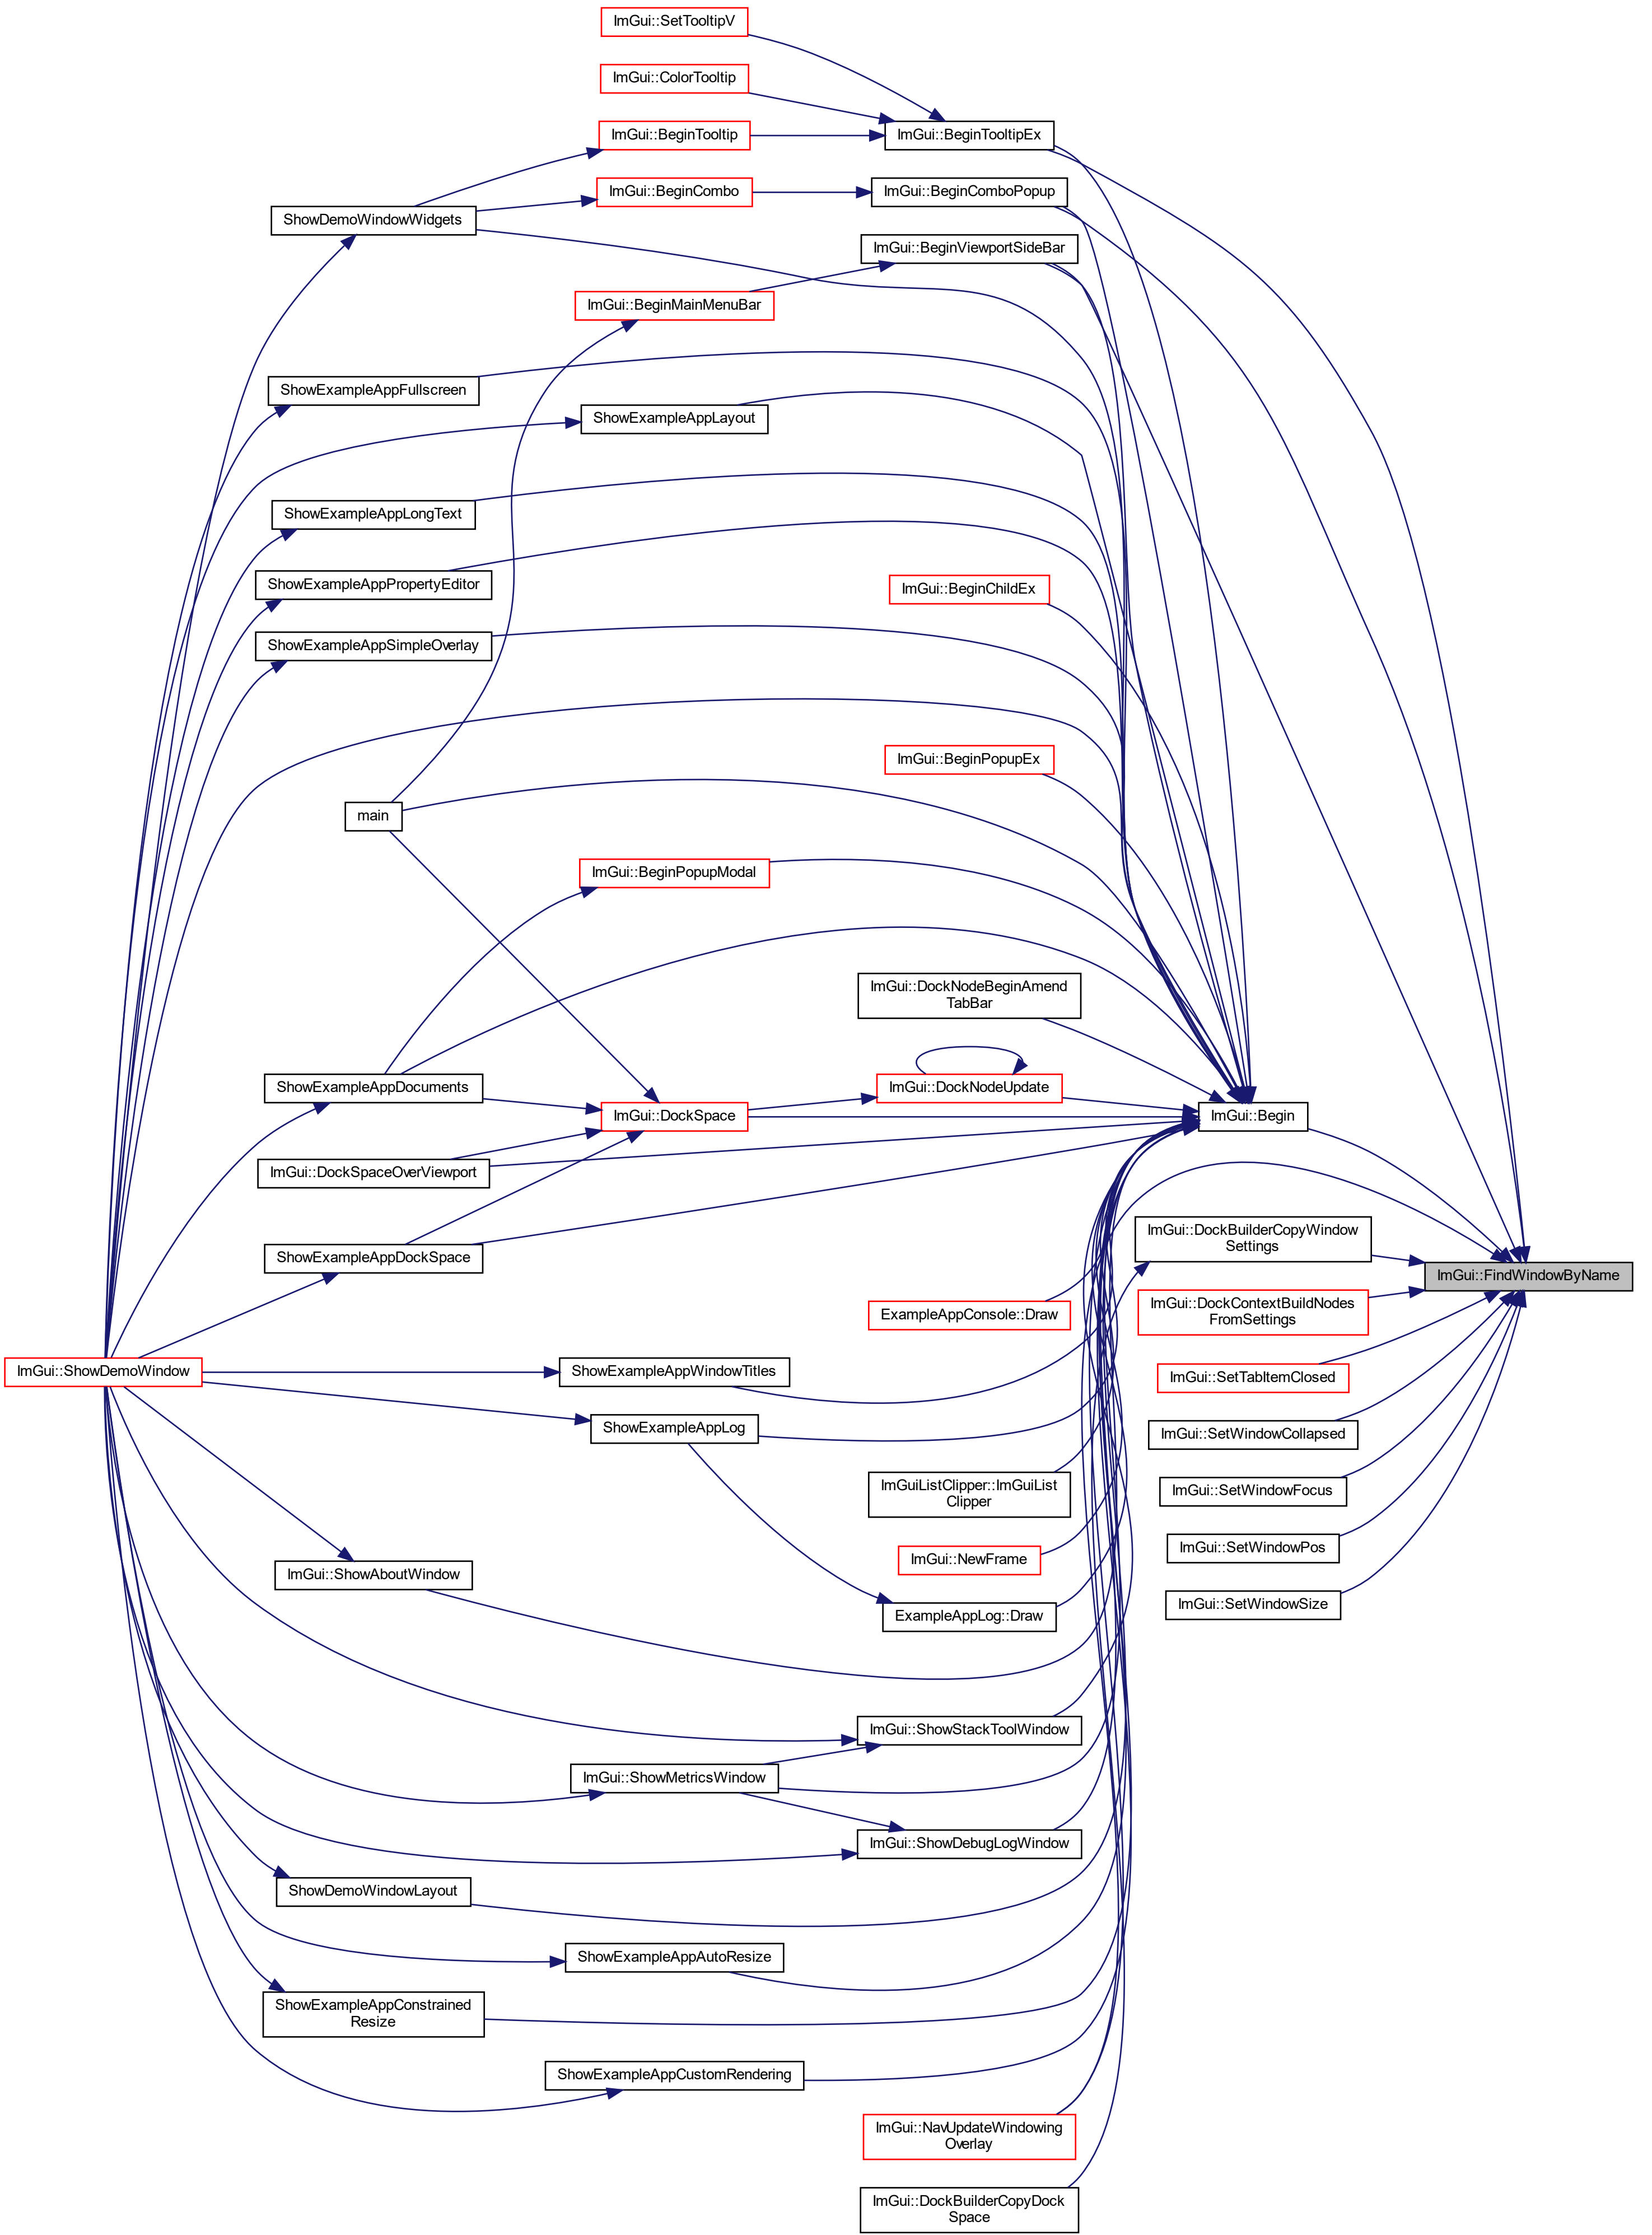 ImGui::SetTooltipV
ImGui::ColorTooltip
ImGui::BeginTooltip
ImGui::BeginTooltipEx
ImGui::BeginCombo
ImGui::BeginComboPopup
ShowDemoWindowWidgets
ImGui::BeginViewportSideBar
ImGui::BeginMainMenuBar
ShowExampleAppFullscreen
ShowExampleAppLayout
ShowExampleAppLongText
ShowExampleAppPropertyEditor
ImGui::BeginChildEx
ShowExampleAppSimpleOverlay
ImGui::BeginPopupEx
main
ImGui::BeginPopupModal
ImGui::DockNodeBeginAmend
TabBar
ShowExampleAppDocuments
ImGui::DockNodeUpdate
ImGui::DockSpace
ImGui::Begin
ImGui::DockSpaceOverViewport
ImGui::DockBuilderCopyWindow
Settings
ShowExampleAppDockSpace
ImGui::FindWindowByName
ImGui::DockContextBuildNodes
FromSettings
ExampleAppConsole::Draw
ImGui::ShowDemoWindow
ShowExampleAppWindowTitles
ImGui::SetTabItemClosed
ShowExampleAppLog
ImGui::SetWindowCollapsed
ImGuiListClipper::ImGuiList
Clipper
ImGui::SetWindowFocus
ImGui::NewFrame
ImGui::SetWindowPos
ImGui::ShowAboutWindow
ExampleAppLog::Draw
ImGui::SetWindowSize
ImGui::ShowStackToolWindow
ImGui::ShowMetricsWindow
ImGui::ShowDebugLogWindow
ShowDemoWindowLayout
ShowExampleAppAutoResize
ShowExampleAppConstrained
Resize
ShowExampleAppCustomRendering
ImGui::NavUpdateWindowing
Overlay
ImGui::DockBuilderCopyDock
Space